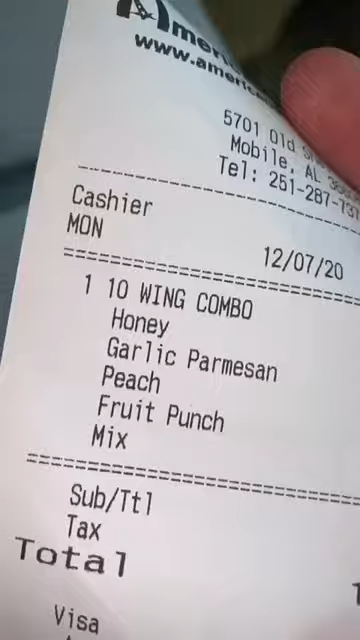 www.americ
5701 Old
Mobile, AL
Tel: 251-287-737
Cashier
MON 12/07/20
1 10 WING COMBO
Honey
Garlic Parmesan
Peach
Fruit Punch
Mix
Sub/Ttl
Tax
Total
Visa